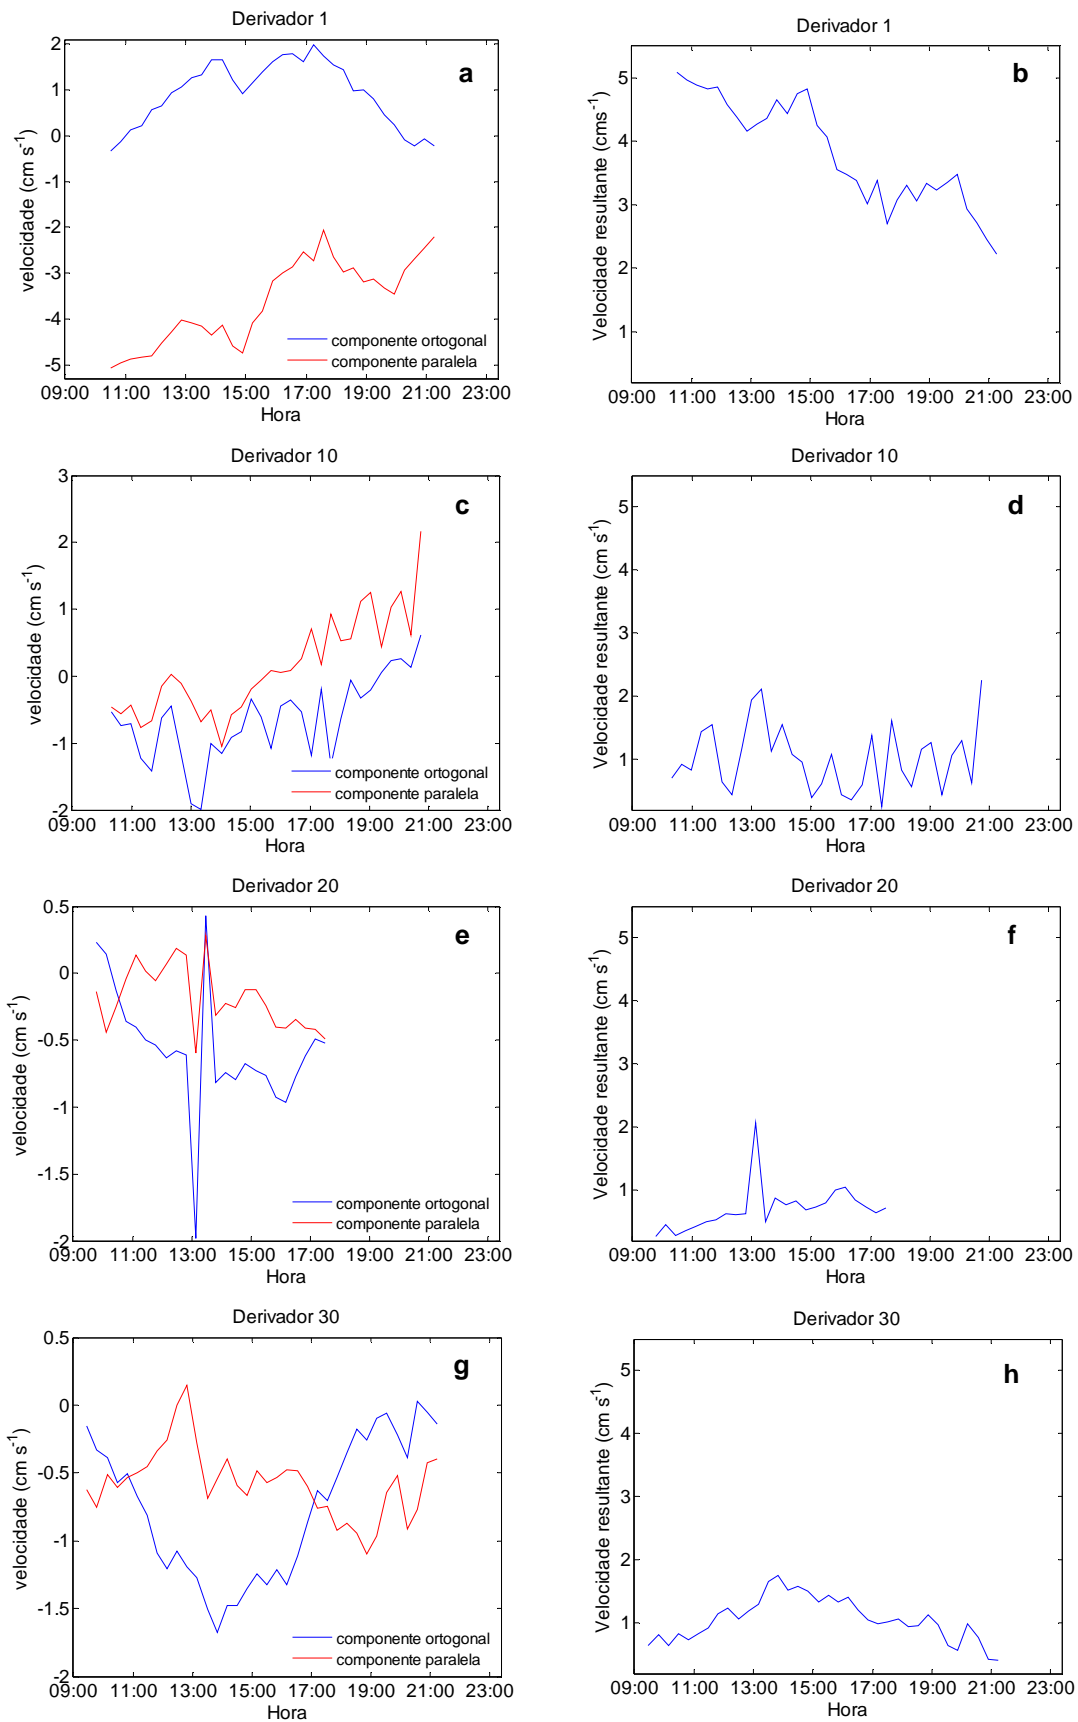 Derivador 1
a
velocidade (cm s⁻¹)
2
1
0
-1
-2
-3
-4
-5
componente ortogonal
componente paralela
09:00 11:00 13:00 15:00 17:00 19:00 21:00 23:00
Hora
Derivador 1
b
Velocidade resultante (cms⁻¹)
5
4
3
2
1
09:00 11:00 13:00 15:00 17:00 19:00 21:00 23:00
Hora
Derivador 10
c
velocidade (cm s⁻¹)
3
2
1
0
-1
-2
componente ortogonal
componente paralela
09:00 11:00 13:00 15:00 17:00 19:00 21:00 23:00
Hora
Derivador 10
d
Velocidade resultante (cm s⁻¹)
5
4
3
2
1
09:00 11:00 13:00 15:00 17:00 19:00 21:00 23:00
Hora
Derivador 20
e
velocidade (cm s⁻¹)
0.5
0
-0.5
-1
-1.5
-2
componente ortogonal
componente paralela
09:00 11:00 13:00 15:00 17:00 19:00 21:00 23:00
Hora
Derivador 20
f
Velocidade resultante (cm s⁻¹)
5
4
3
2
1
09:00 11:00 13:00 15:00 17:00 19:00 21:00 23:00
Hora
Derivador 30
g
velocidade (cm s⁻¹)
0.5
0
-0.5
-1
-1.5
-2
componente ortogonal
componente paralela
09:00 11:00 13:00 15:00 17:00 19:00 21:00 23:00
Hora
Derivador 30
h
Velocidade resultante (cm s⁻¹)
5
4
3
2
1
09:00 11:00 13:00 15:00 17:00 19:00 21:00 23:00
Hora